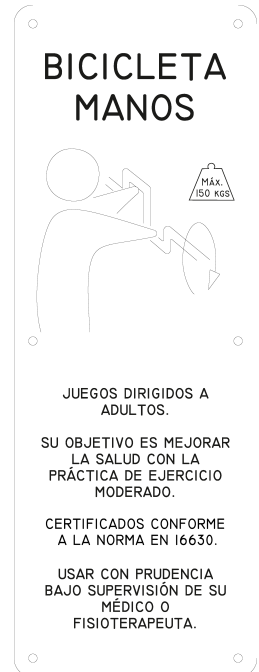 BICICLETA
MANOS
MÁX.
150 KGS
JUEGOS DIRIGIDOS A
ADULTOS.
SU OBJETIVO ES MEJORAR
LA SALUD CON LA
PRÁCTICA DE EJERCICIO
MODERADO.
CERTIFICADOS CONFORME
A LA NORMA EN 16630.
USAR CON PRUDENCIA
BAJO SUPERVISIÓN DE SU
MÉDICO O
FISIOTERAPEUTA.